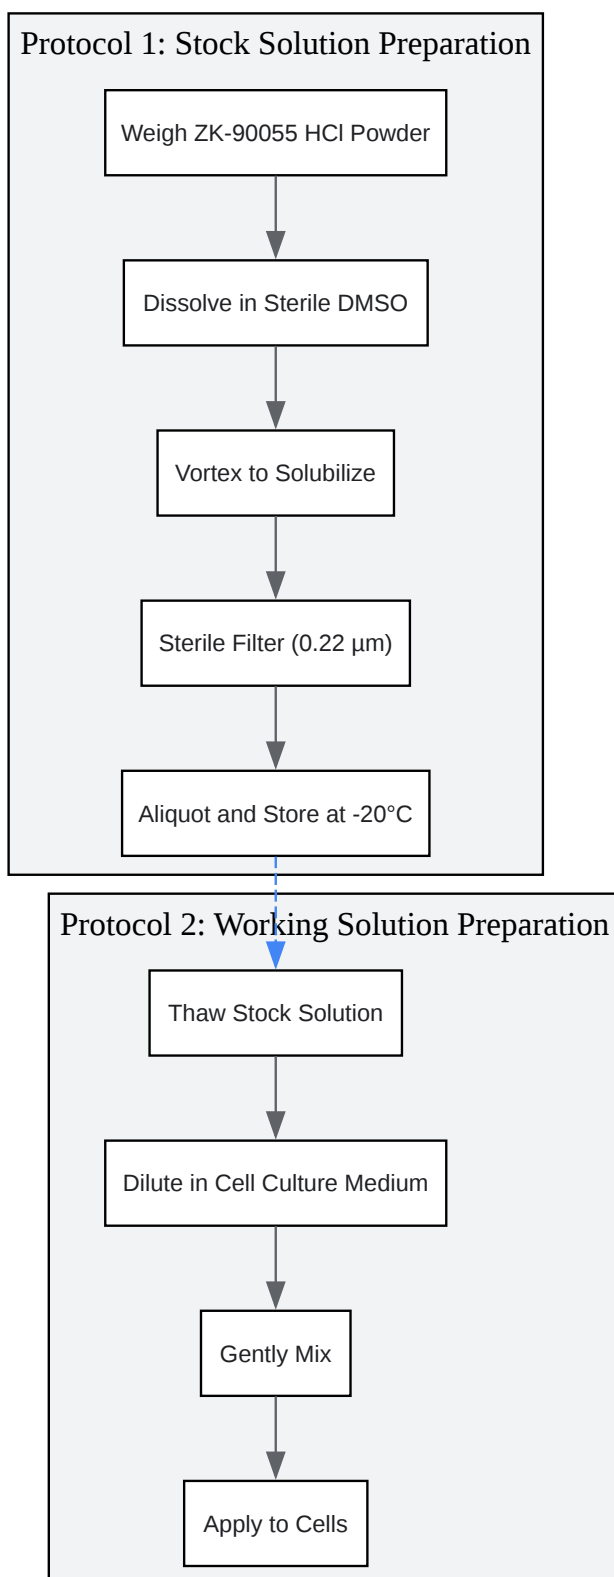 Protocol 1: Stock Solution Preparation
Weigh ZK-90055 HCl Powder
Dissolve in Sterile DMSO
Vortex to Solubilize
Sterile Filter (0.22 µm)
Aliquot and Store at -20°C
Protocol 2: Working Solution Preparation
Thaw Stock Solution
Dilute in Cell Culture Medium
Gently Mix
Apply to Cells